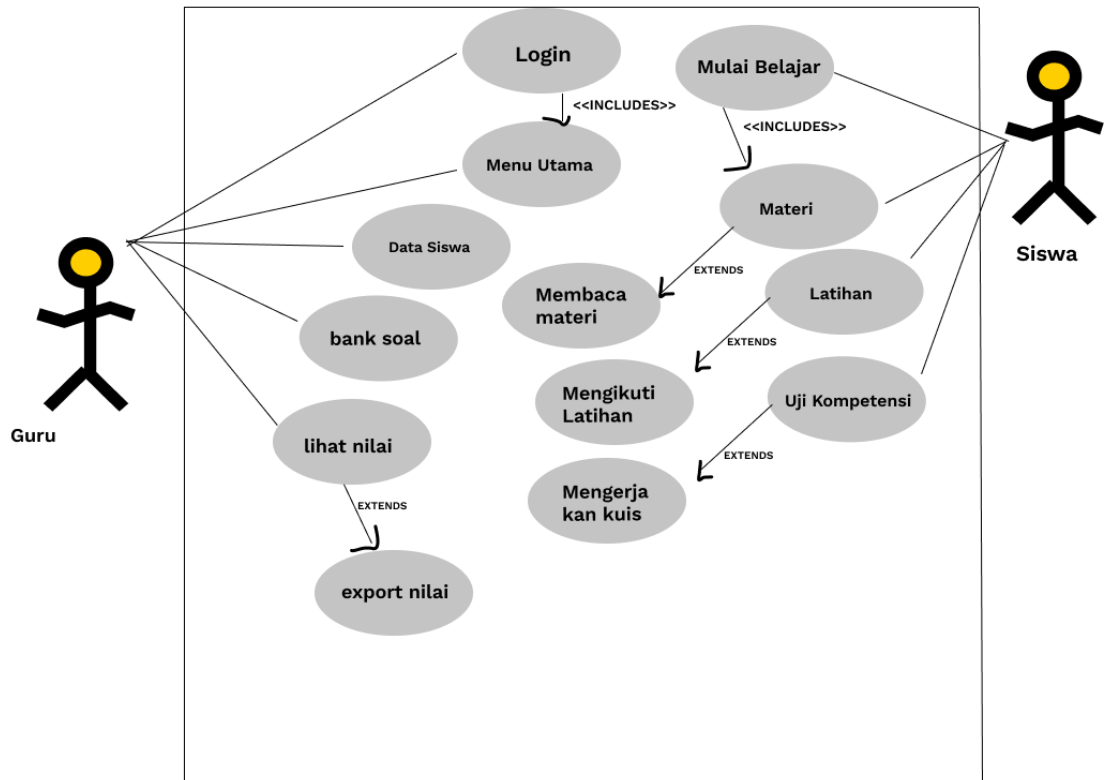 Login
Mulai Belajar
<<INCLUDES>>
<<INCLUDES>>
Menu Utama
Materi
Siswa
Data Siswa
EXTENDS
Membaca
materi
Latihan
bank soal
EXTENDS
Mengikuti
Latihan
Uji Kompetensi
Guru
lihat nilai
EXTENDS
Mengerja
kan kuis
EXTENDS
export nilai